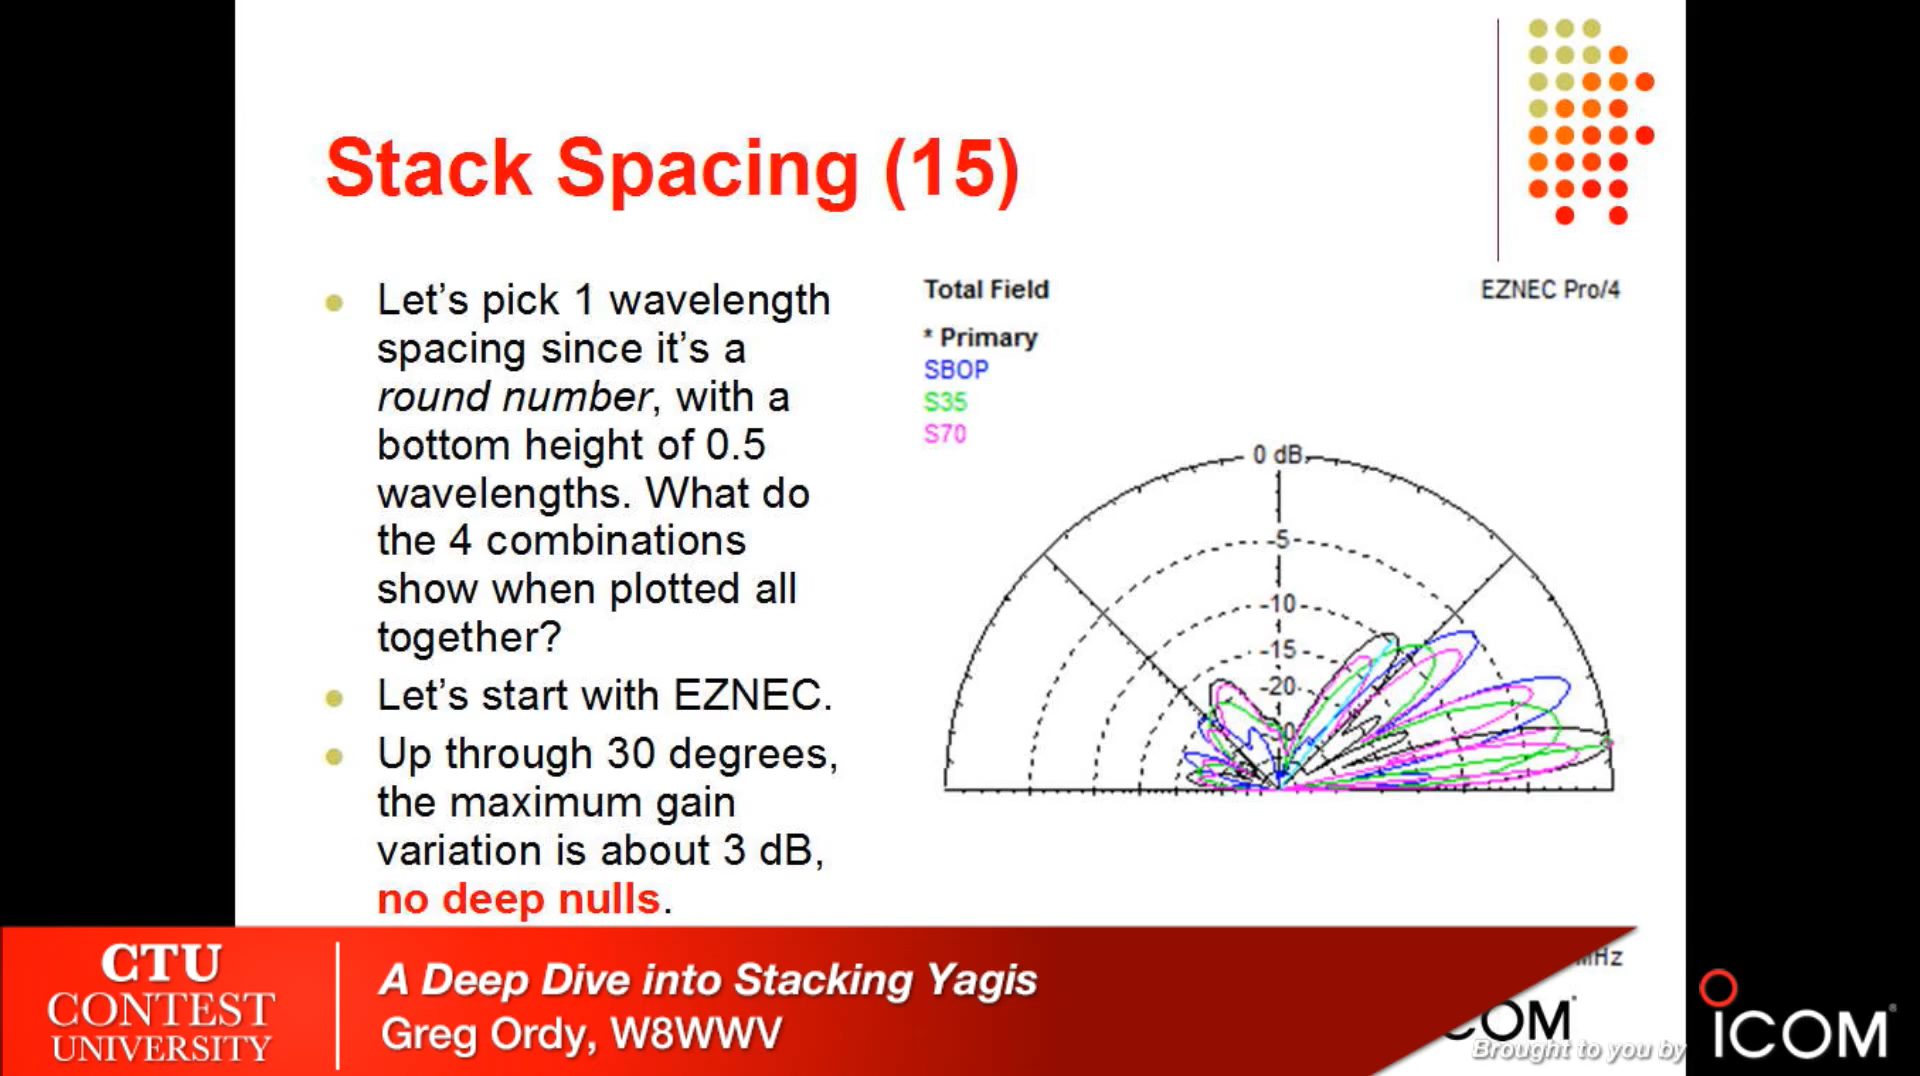 Stack Spacing (15)
Let's pick 1 wavelength
spacing since it's a
round number, with a
bottom height of 0.5
wavelengths. What do
the 4 combinations
show when plotted all
together?
Let's start with EZNEC.
Up through 30 degrees,
the maximum gain
variation is about 3 dB,
no deep nulls.
Total Field
EZNEC Pro/4
* Primary
SBOP
S35
S70
0 dB
-5
-10
-15
-20
MHz
CTU
CONTEST
UNIVERSITY
A Deep Dive into Stacking Yagis
Greg Ordy, W8WWV
COM
Brought to you by
ICOM